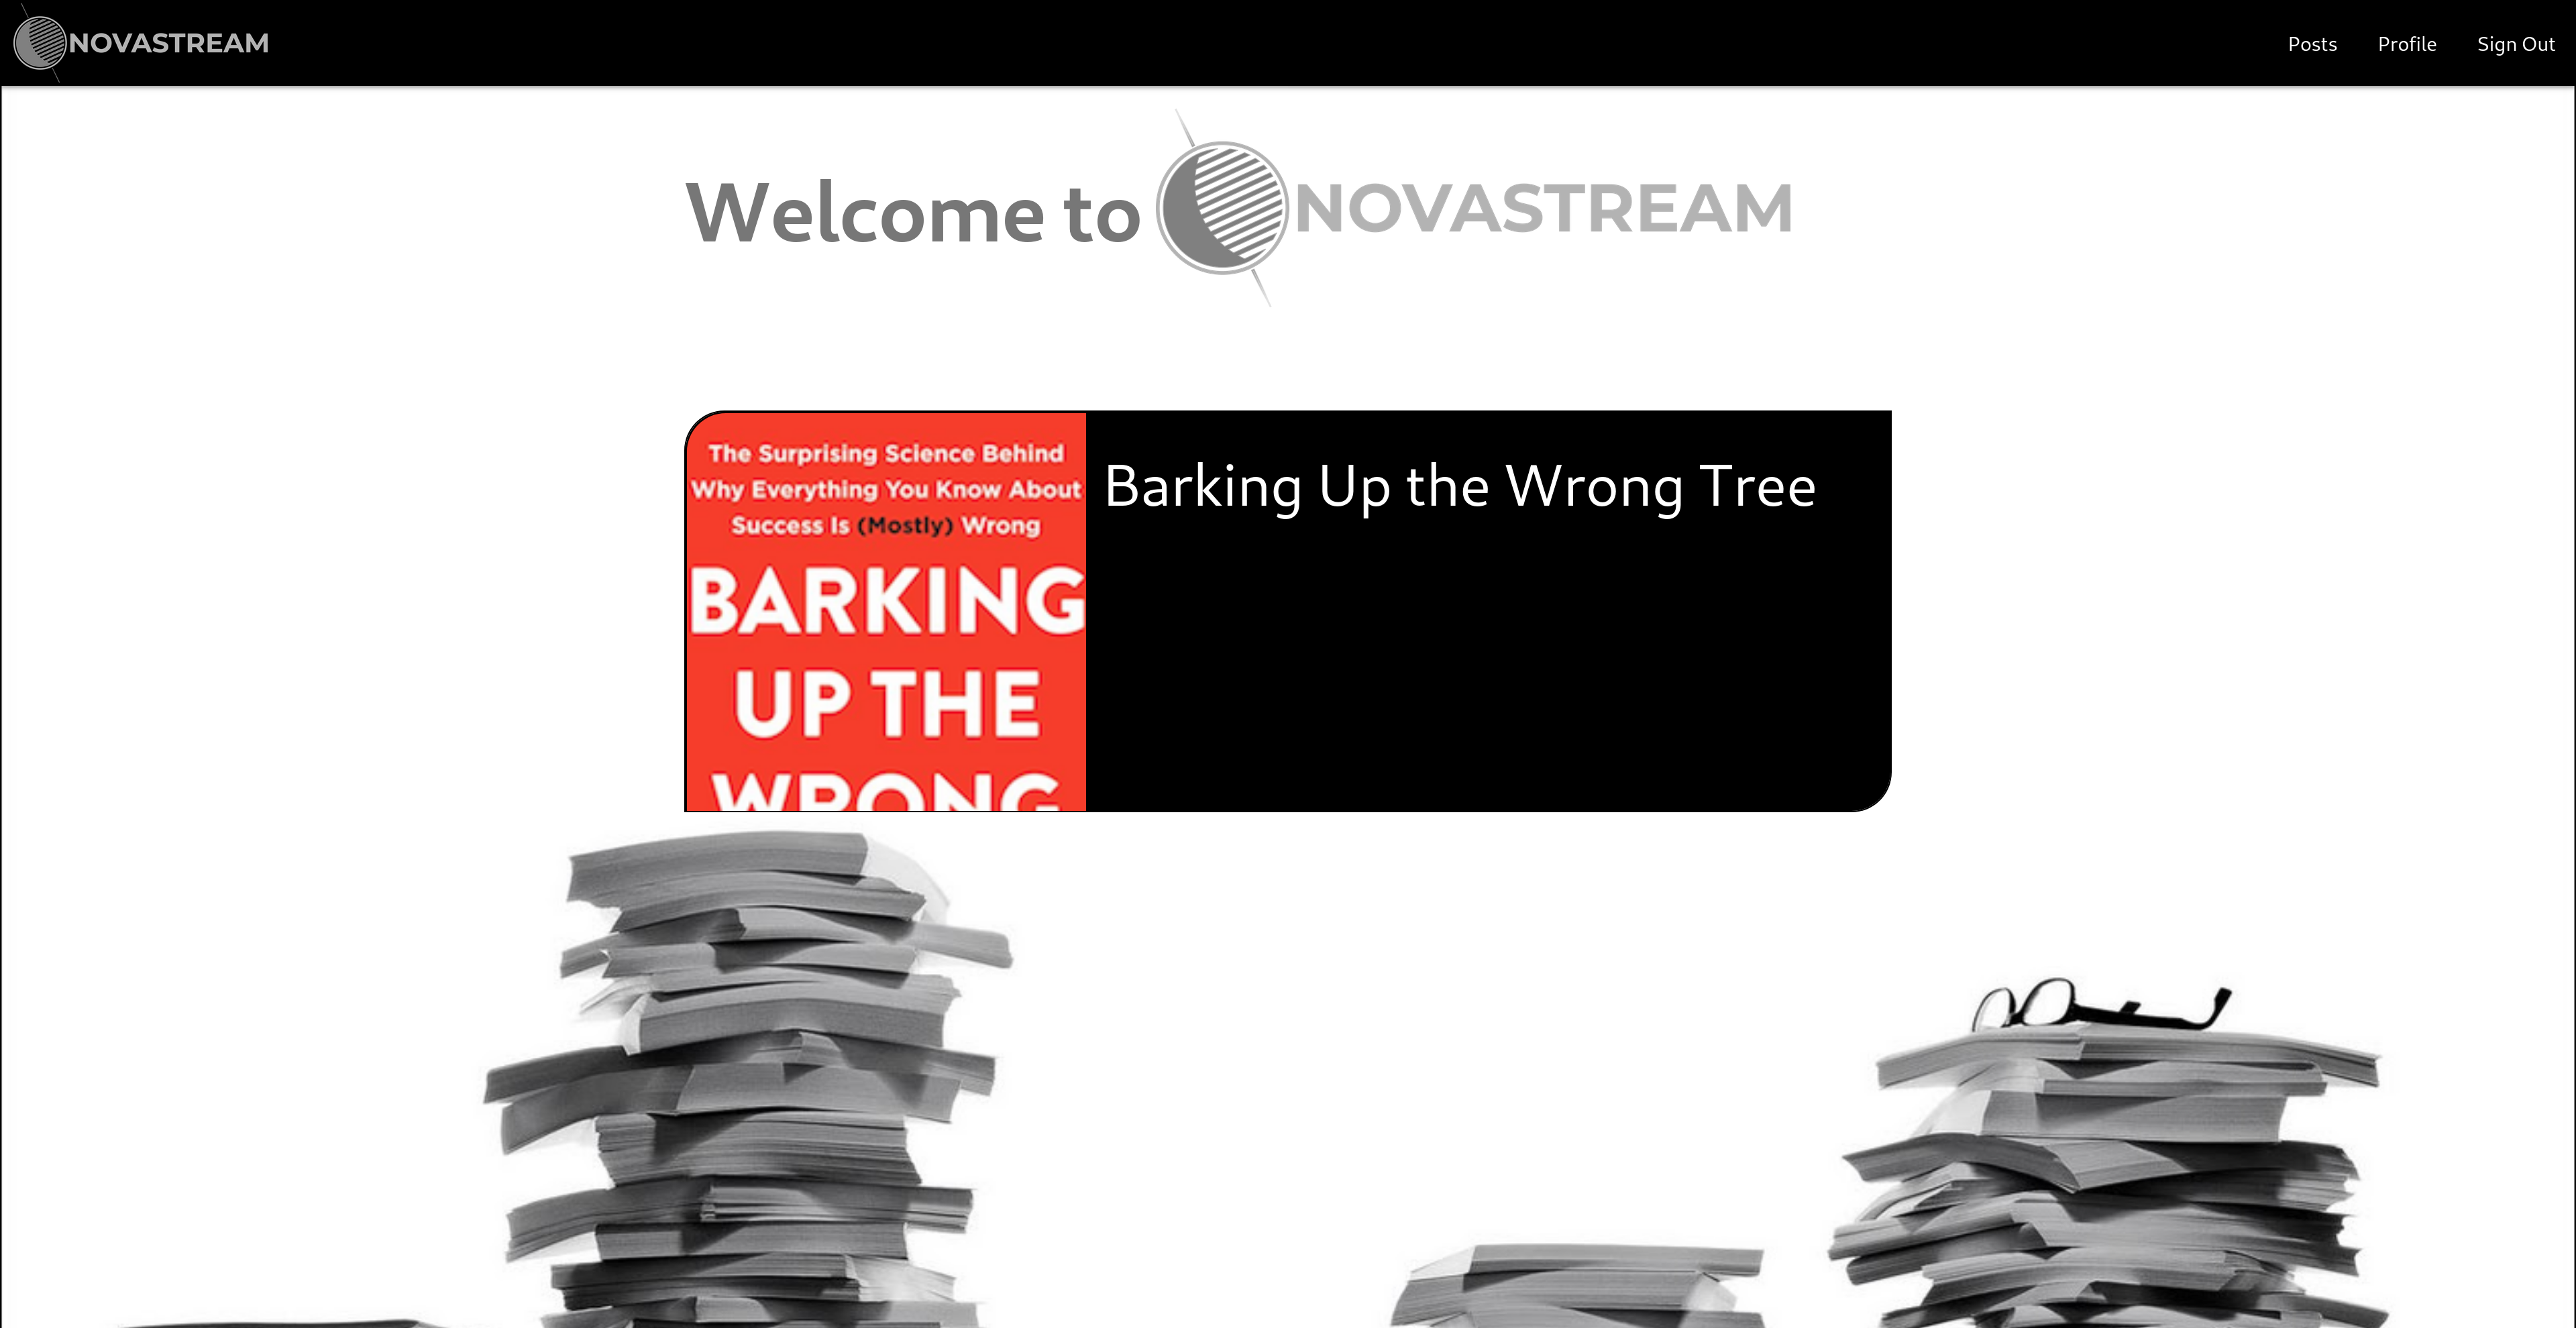 NOVASTREAM
Posts Profile Sign Out
Welcome to NOVASTREAM
The Surprising Science Behind
Why Everything You Know About
Success Is (Mostly) Wrong
BARKING
UP THE
WRONG
Barking Up the Wrong Tree